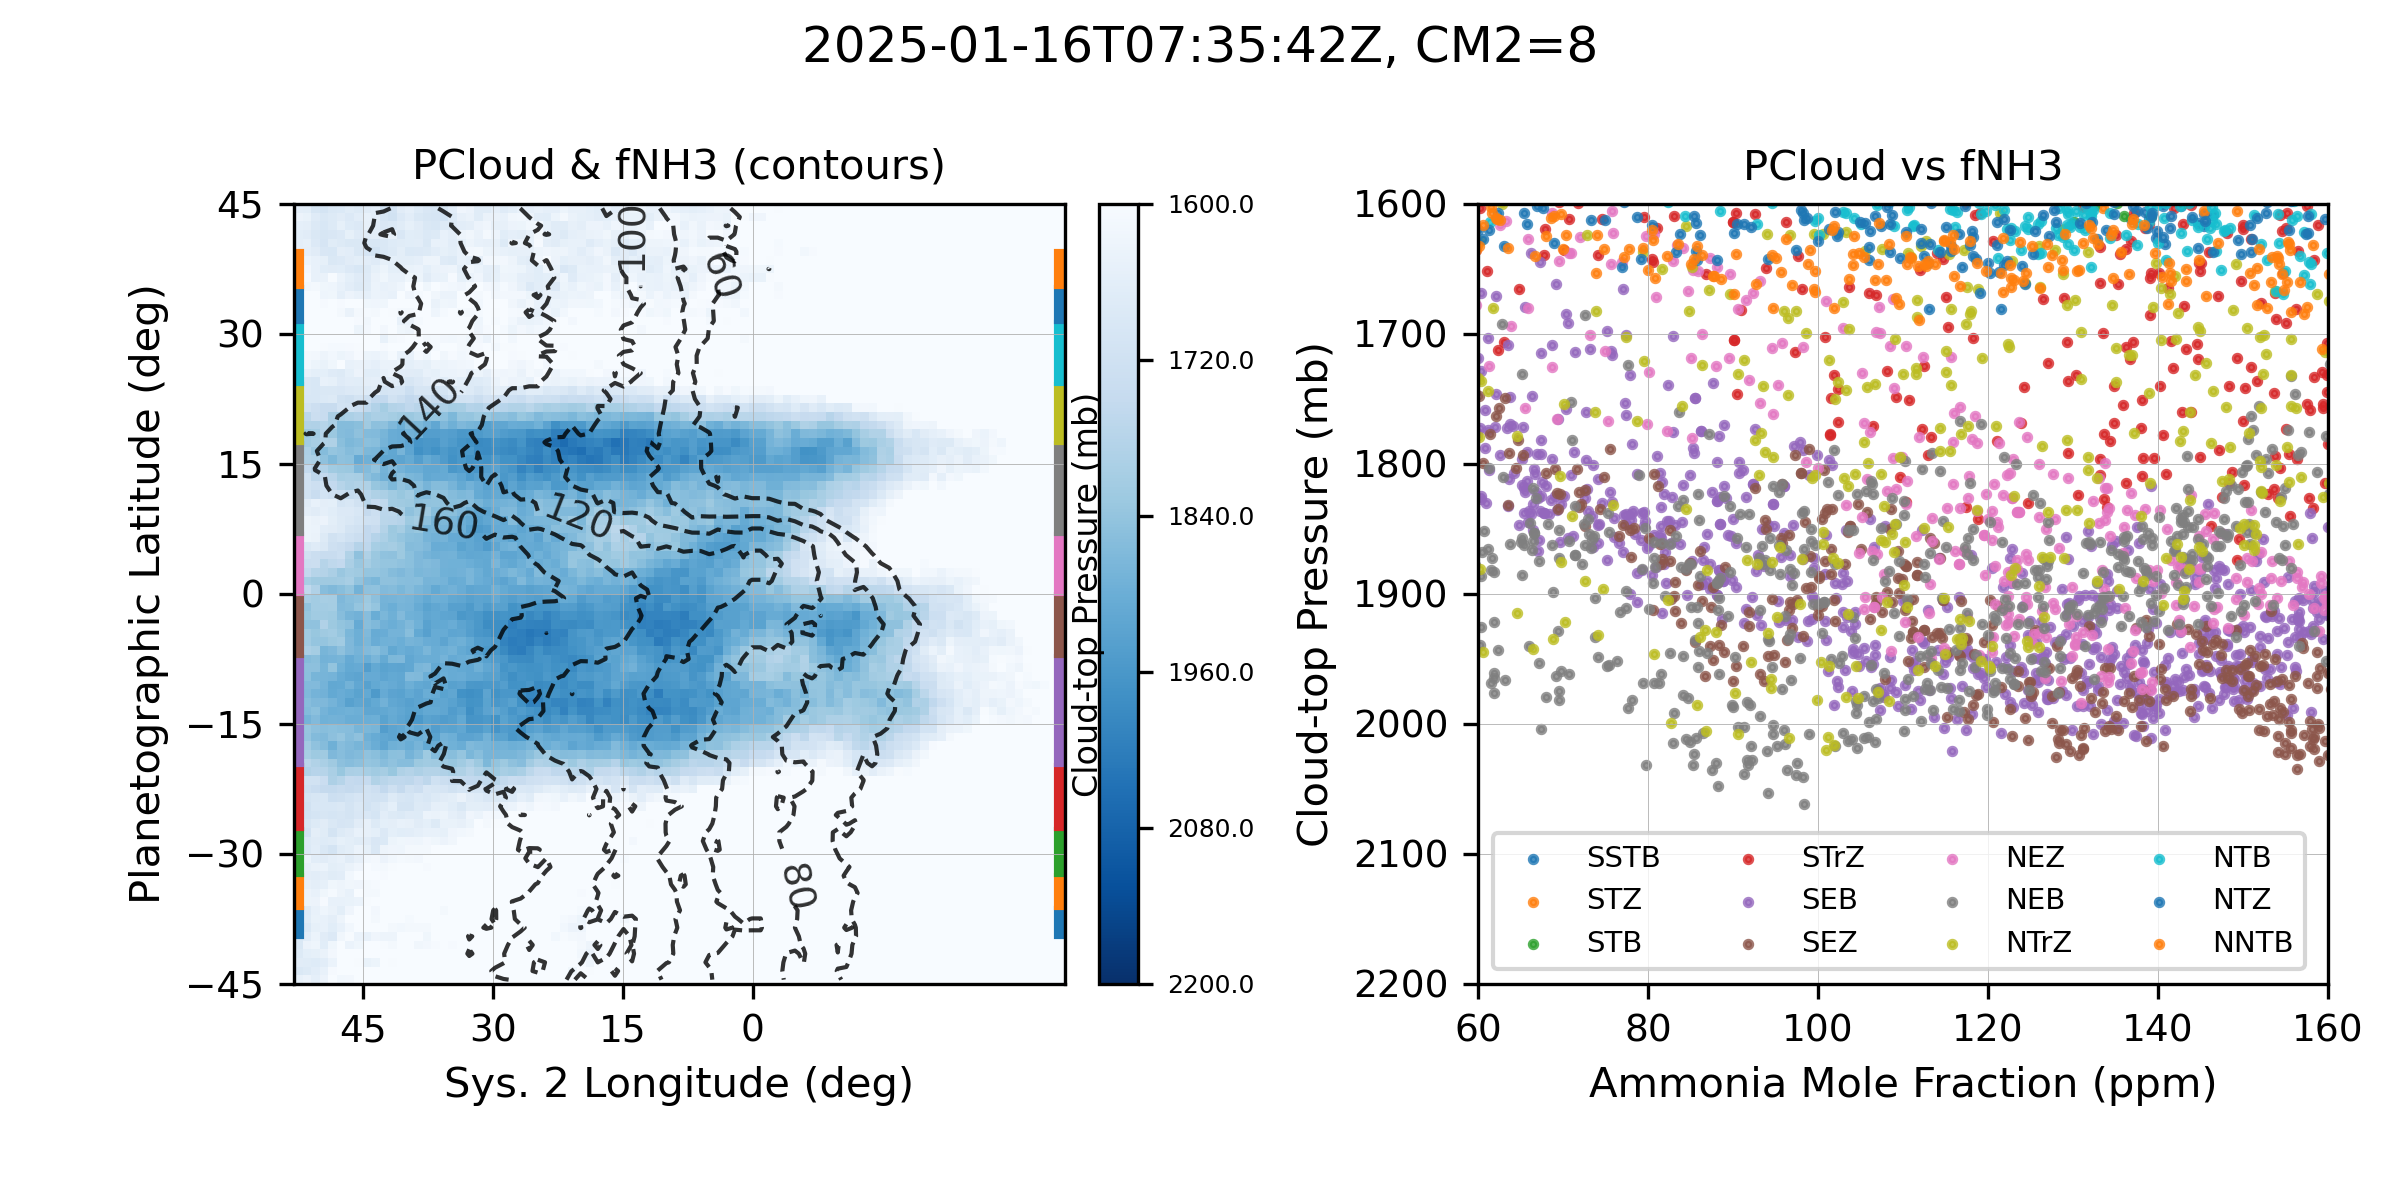 2025-01-16T07:35:42Z, CM2=8
PCloud & fNH3 (contours)
45
30
15
0
−15
−30
−45
Planetographic Latitude (deg)
100
60
140
160
120
80
45 30 15 0
Sys. 2 Longitude (deg)
Cloud-top Pressure (mb)
1600.0
1720.0
1840.0
1960.0
2080.0
2200.0
PCloud vs fNH3
1600
1700
1800
1900
2000
2100
2200
Cloud-top Pressure (mb)
SSTB STrZ NEZ NTB
STZ SEB NEB NTZ
STB SEZ NTrZ NNTB
60 80 100 120 140 160
Ammonia Mole Fraction (ppm)